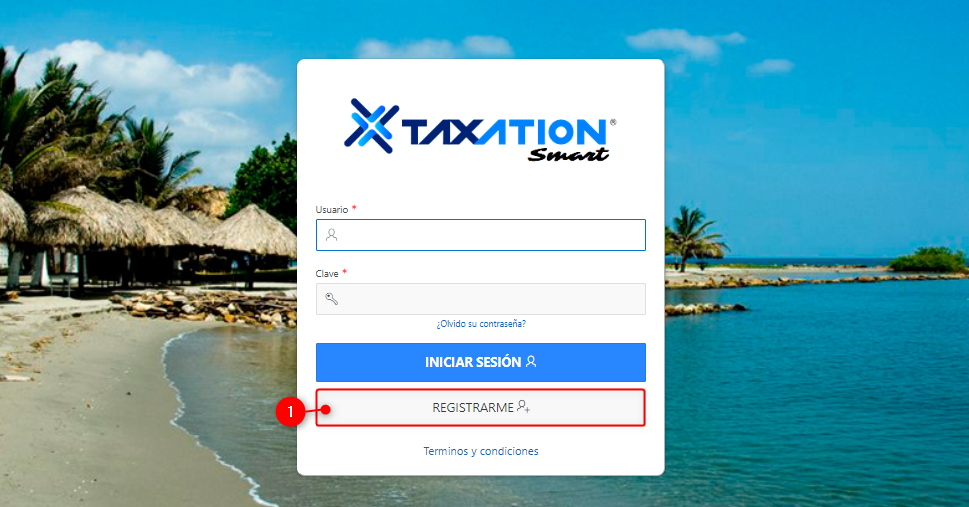 TAXATION®
Smart
Usuario *
Clave *
¿Olvido su contraseña?
INICIAR SESIÓN
REGISTRARME
1
Terminos y condiciones